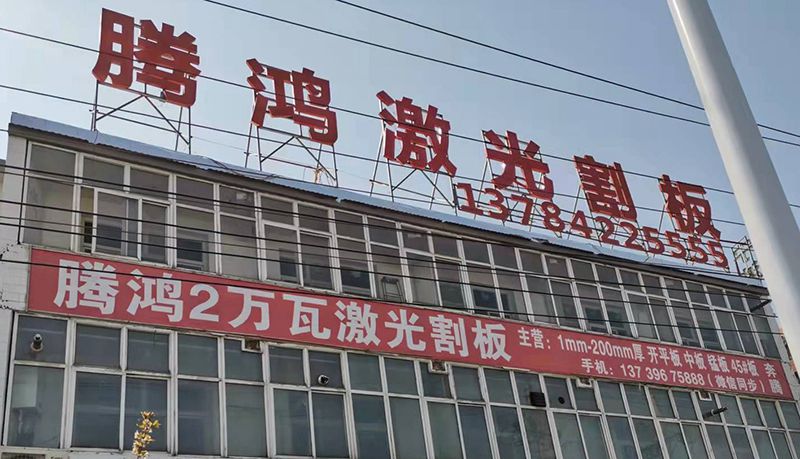 腾鸿激光割板
13784225555
腾鸿2万瓦激光割板
主营:1mm-200mm厚 开平板 中板 锰板 45#板 奔腾
手机:137 396 75888(微信同步)